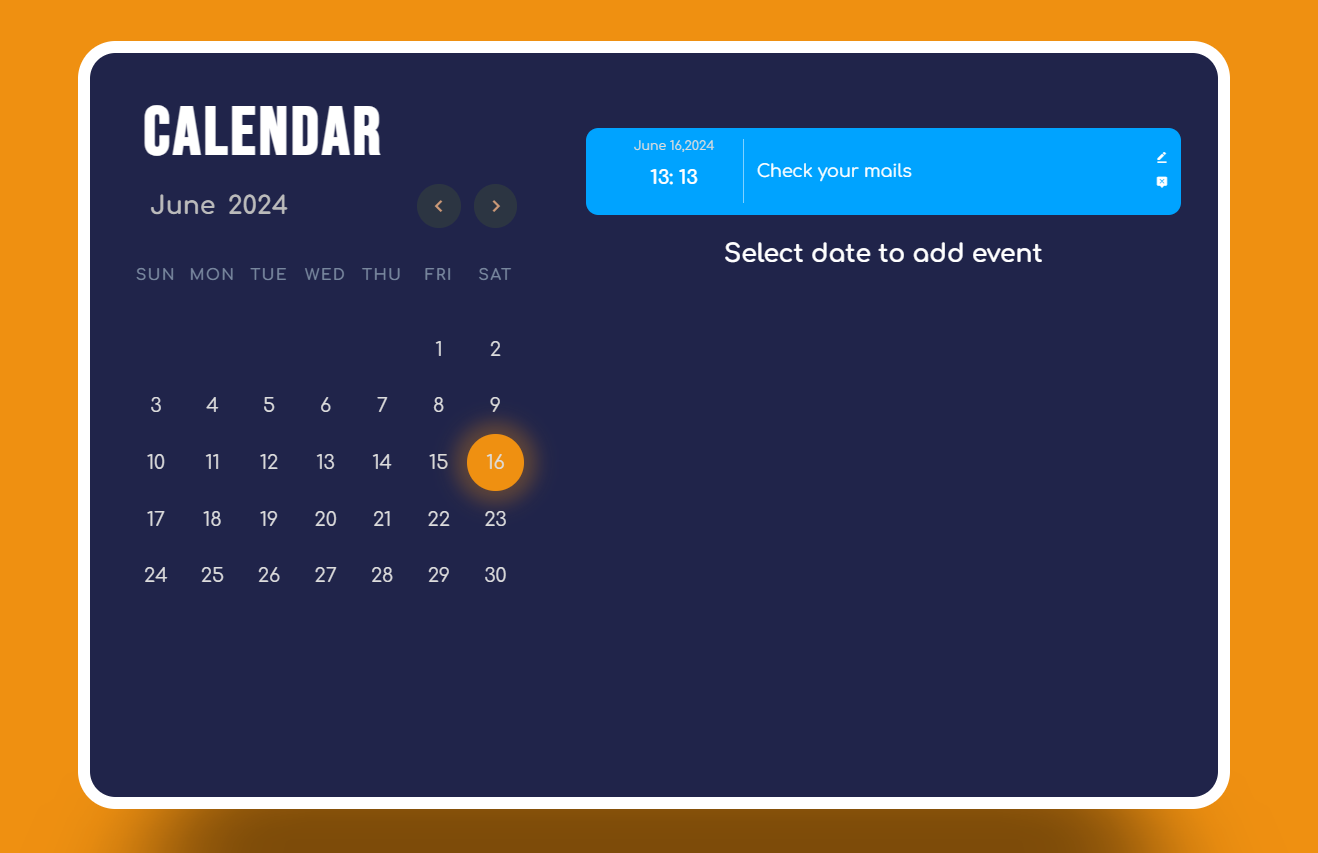 CALENDAR
June 2024
SUN MON TUE WED THU FRI SAT
1 2
3 4 5 6 7 8 9
10 11 12 13 14 15 16
17 18 19 20 21 22 23
24 25 26 27 28 29 30
June 16,2024
13: 13
Check your mails
Select date to add event